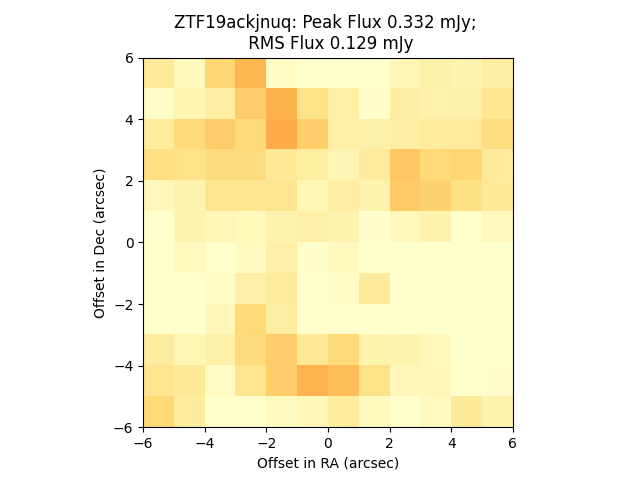 ZTF19ackjnuq: Peak Flux 0.332 mJy;
RMS Flux 0.129 mJy
6
4
2
0
−2
−4
−6
Offset in Dec (arcsec)
−6 −4 −2 0 2 4 6
Offset in RA (arcsec)